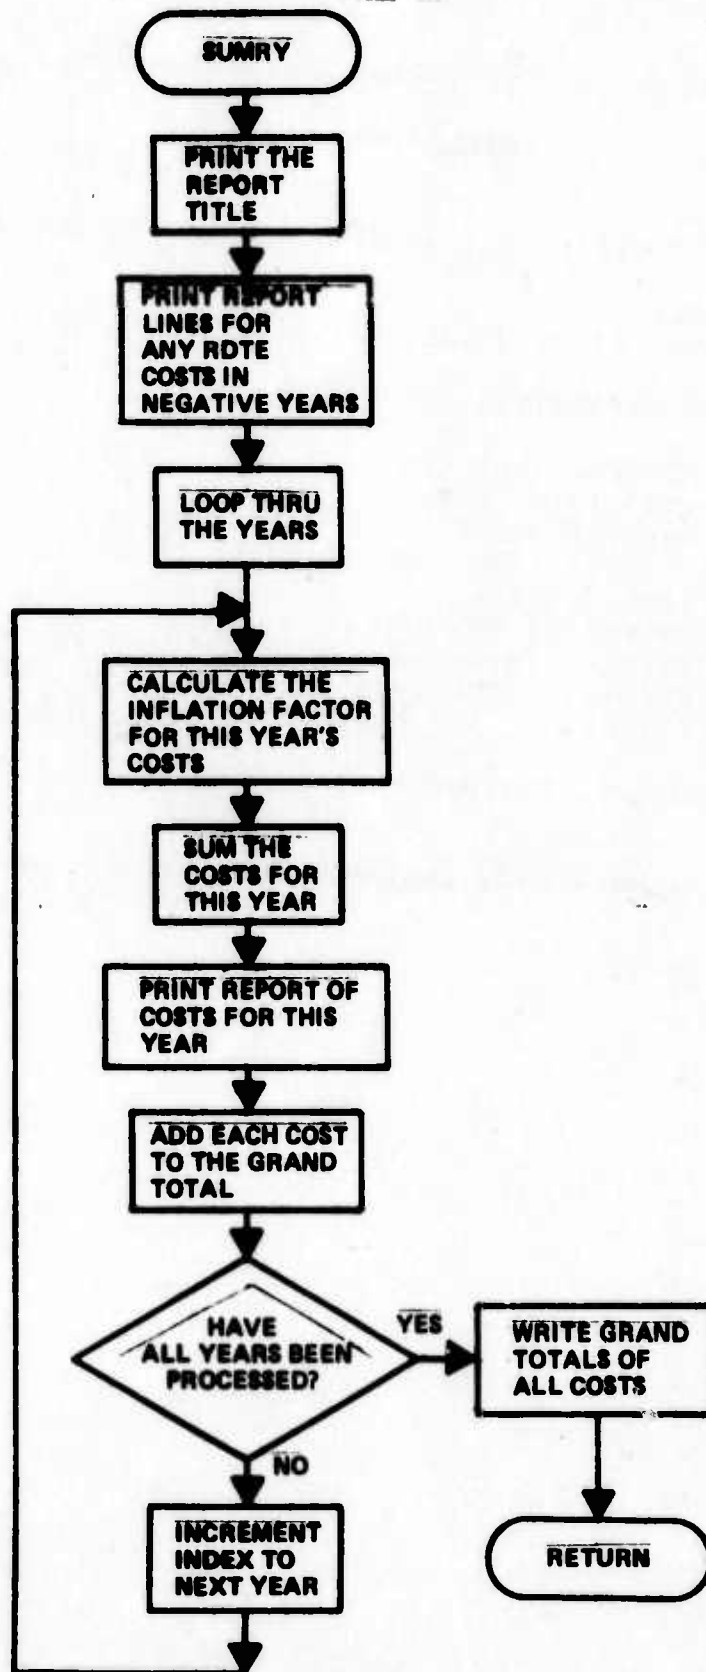 SUMRY
PRINT THE
REPORT
TITLE
PRINT REPORT
LINES FOR
ANY RDTE
COSTS IN
NEGATIVE YEARS
LOOP THRU
THE YEARS
CALCULATE THE
INFLATION FACTOR
FOR THIS YEAR'S
COSTS
SUM THE
COSTS FOR
THIS YEAR
PRINT REPORT OF
COSTS FOR THIS
YEAR
ADD EACH COST
TO THE GRAND
TOTAL
HAVE
ALL YEARS BEEN
PROCESSED?
YES
WRITE GRAND
TOTALS OF
ALL COSTS
NO
INCREMENT
INDEX TO
NEXT YEAR
RETURN